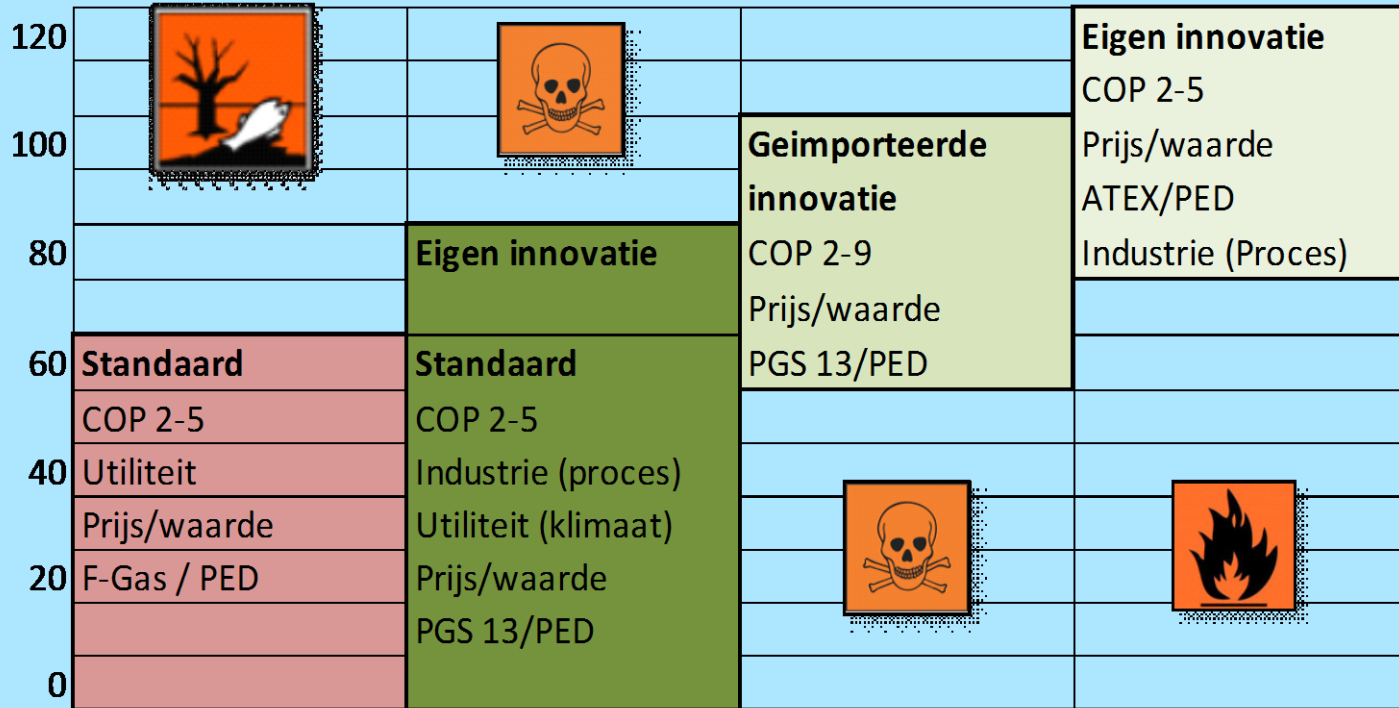 120
100
80
60
40
20
0
Standaard
COP 2-5
Utiliteit
Prijs/waarde
F-Gas / PED
Eigen innovatie
Standaard
COP 2-5
Industrie (proces)
Utiliteit (klimaat)
Prijs/waarde
PGS 13/PED
Geimporteerde
innovatie
COP 2-9
Prijs/waarde
PGS 13/PED
Eigen innovatie
COP 2-5
Prijs/waarde
ATEX/PED
Industrie (Proces)